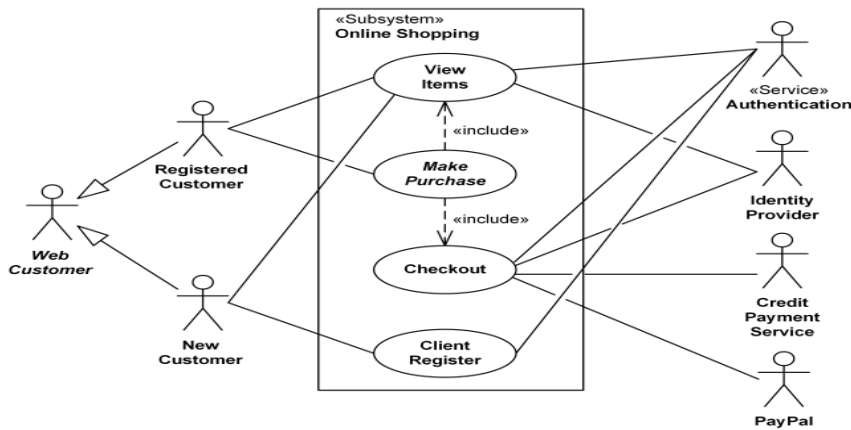 «Subsystem»
Online Shopping
View
Items
«include»
Make
Purchase
«include»
Checkout
Client
Register
Registered
Customer
Web
Customer
New
Customer
«Service»
Authentication
Identity
Provider
Credit
Payment
Service
PayPal